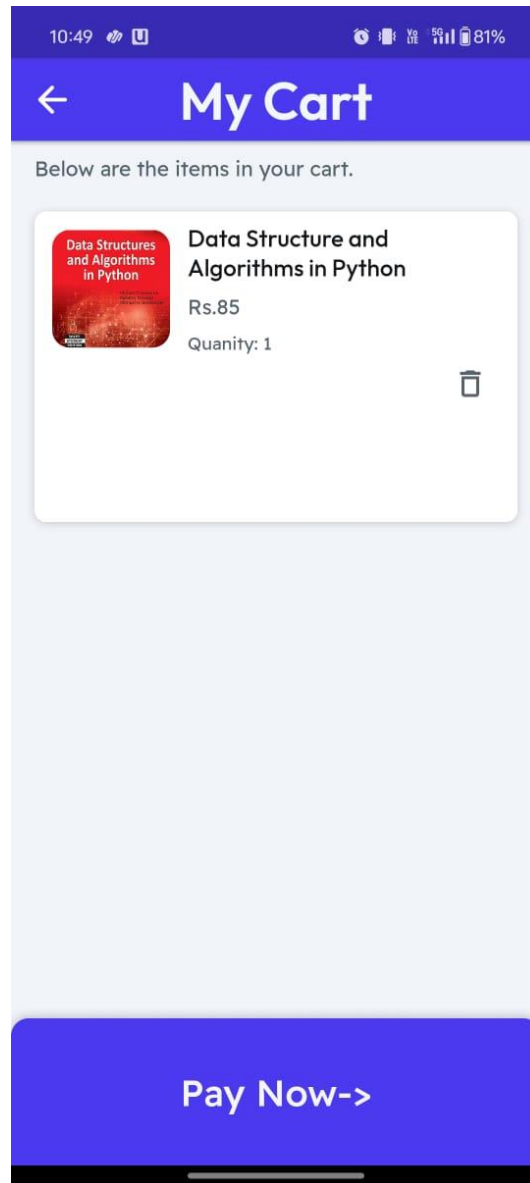 10:49
5G
81%
My Cart
Below are the items in your cart.
Data Structures
and Algorithms
in Python
Data Structure and
Algorithms in Python
Rs.85
Quanity: 1
Pay Now->